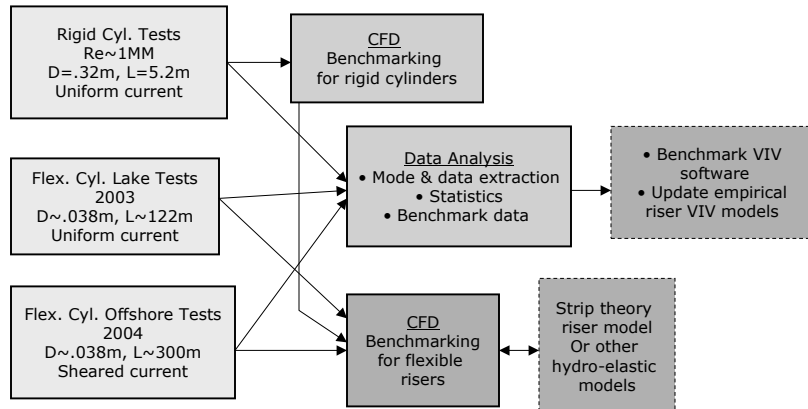 Rigid Cyl. Tests
Re~1MM
D=.32m, L=5.2m
Uniform current
CFD
Benchmarking
for rigid cylinders
Data Analysis
• Mode & data extraction
• Statistics
• Benchmark data
• Benchmark VIV
software
• Update empirical
riser VIV models
Flex. Cyl. Lake Tests
2003
D~.038m, L~122m
Uniform current
Flex. Cyl. Offshore Tests
2004
D~.038m, L~300m
Sheared current
CFD
Benchmarking
for flexible
risers
Strip theory
riser model
Or other
hydro-elastic
models